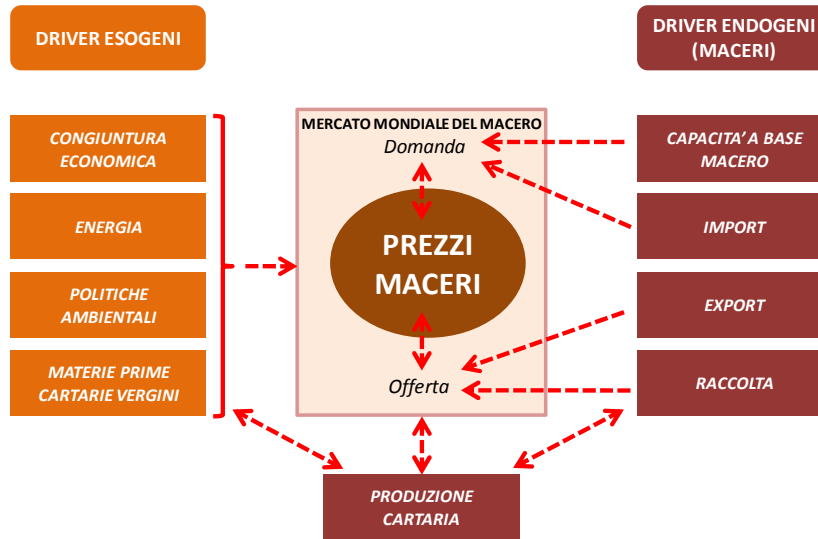 DRIVER ESOGENI
DRIVER ENDOGENI
(MACERI)
CONGIUNTURA
ECONOMICA
ENERGIA
POLITICHE
AMBIENTALI
MATERIE PRIME
CARTARIE VERGINI
MERCATO MONDIALE DEL MACERO
Domanda
PREZZI
MACERI
Offerta
CAPACITA' A BASE
MACERO
IMPORT
EXPORT
RACCOLTA
PRODUZIONE
CARTARIA